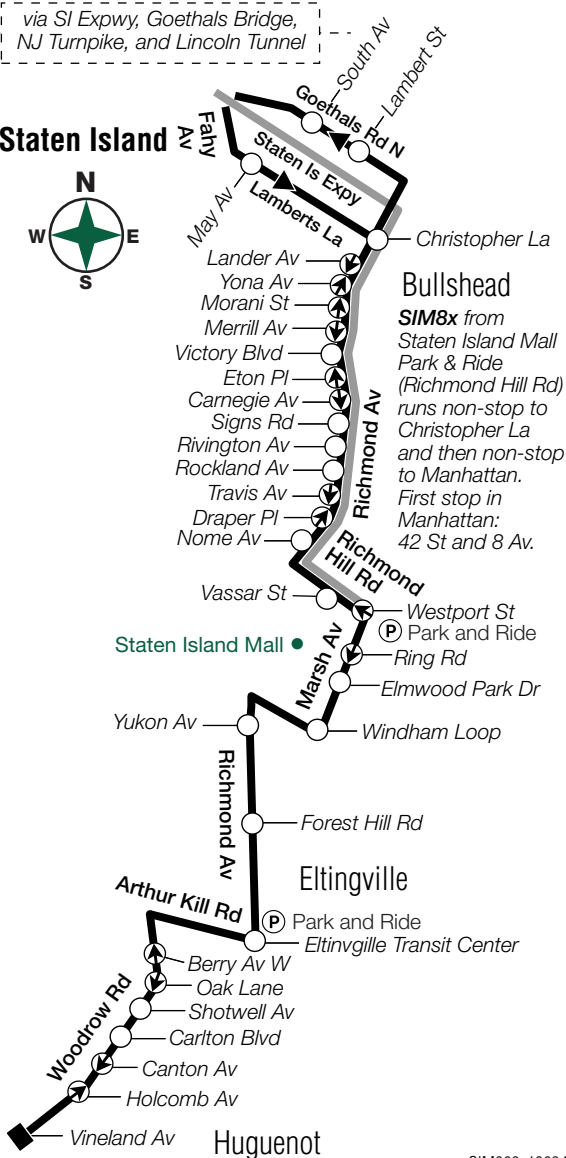 via SI Expwy, Goethals Bridge,
NJ Turnpike, and Lincoln Tunnel
South Av
Lambert St
Goethals Rd N
Staten Island
Fahy
Av
Staten Is Expy
N
W
E
S
May Av
Lamberts La
Christopher La
Lander Av
Yona Av
Morani St
Merrill Av
Victory Blvd
Eton Pl
Carnegie Av
Signs Rd
Rivington Av
Rockland Av
Travis Av
Draper Pl
Nome Av
Richmond Av
Bullshead
SIM8x from
Staten Island Mall
Park & Ride
(Richmond Hill Rd)
runs non-stop to
Christopher La
and then non-stop
to Manhattan.
First stop in
Manhattan:
42 St and 8 Av.
Richmond
Hill Rd
Vassar St
Westport St
P Park and Ride
Staten Island Mall
Marsh Av
Ring Rd
Elmwood Park Dr
Yukon Av
Windham Loop
Richmond Av
Forest Hill Rd
Eltingville
Arthur Kill Rd
P Park and Ride
Eltinvgille Transit Center
Berry Av W
Oak Lane
Woodrow Rd
Shotwell Av
Carlton Blvd
Canton Av
Holcomb Av
Vineland Av
Huguenot